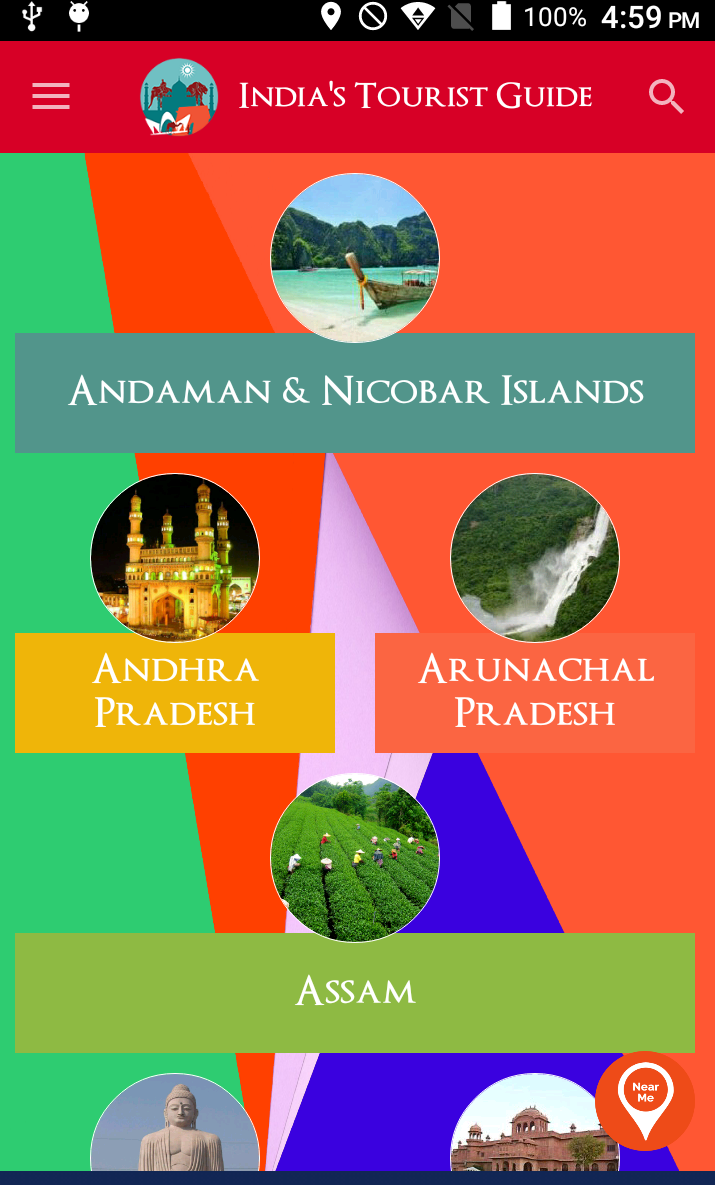 100% 4:59 PM
India's Tourist Guide
Andaman & Nicobar Islands
Andhra
Pradesh
Arunachal
Pradesh
Assam
Near
Me